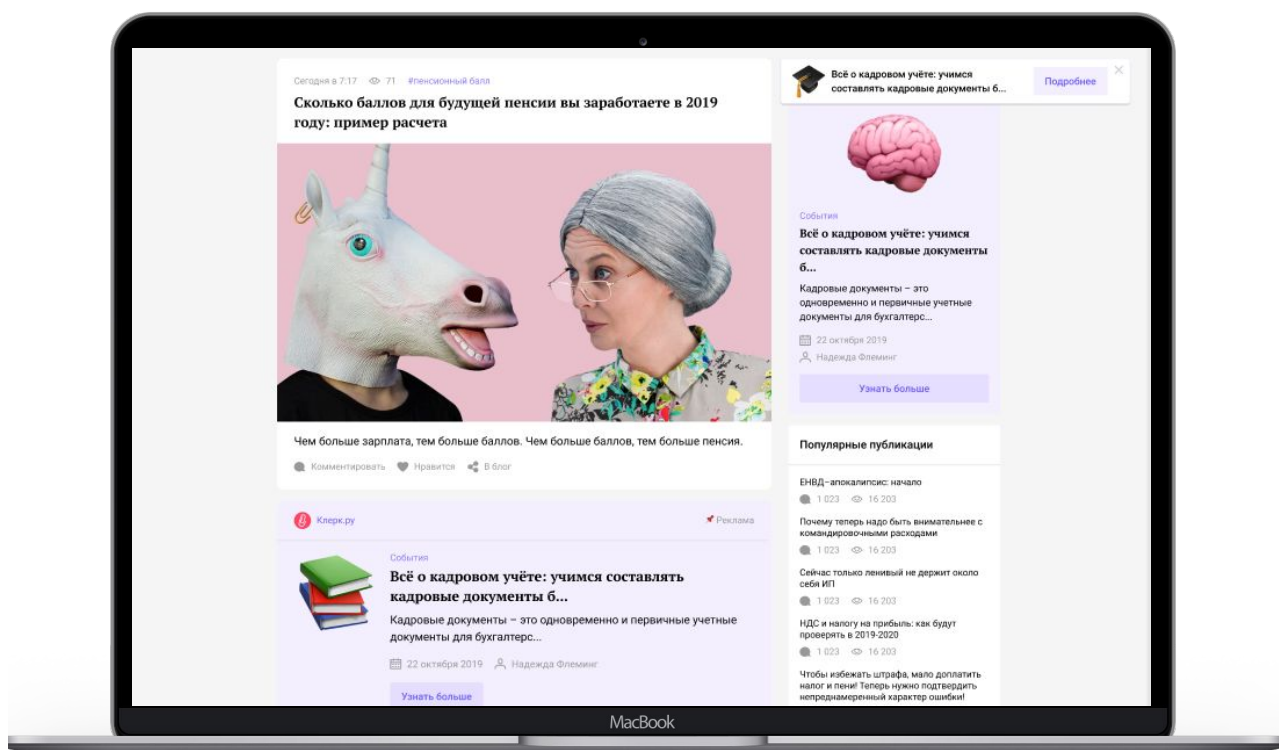 Сегодня в 7:17 71 #пенсионный балл
Сколько баллов для будущей пенсии вы заработаете в 2019
году: пример расчета
Чем больше зарплата, тем больше баллов. Чем больше баллов, тем больше пенсия.
Комментировать Нравится В блог
Клерк.ру Реклама
События
Всё о кадровом учёте: учимся составлять
кадровые документы б...
Кадровые документы – это одновременно и первичные учетные
документы для бухгалтерс...
22 октября 2019 Надежда Флеминг
Узнать больше
Всё о кадровом учёте: учимся
составлять кадровые документы б...
Подробнее
События
Всё о кадровом учёте: учимся
составлять кадровые документы
б...
Кадровые документы – это
одновременно и первичные учетные
документы для бухгалтерс...
22 октября 2019
Надежда Флеминг
Узнать больше
Популярные публикации
ЕНВД-апокалипсис: начало
1 023 16 203
Почему теперь надо быть внимательнее с
командировочными расходами
1 023 16 203
Сейчас только ленивый не держит около
себя ИП
1 023 16 203
НДС и налогу на прибыль: как будут
проверять в 2019-2020
1 023 16 203
Чтобы избежать штрафа, мало доплатить
налог и пени! Теперь нужно подтвердить
непреднамеренный характер ошибки!
MacBook